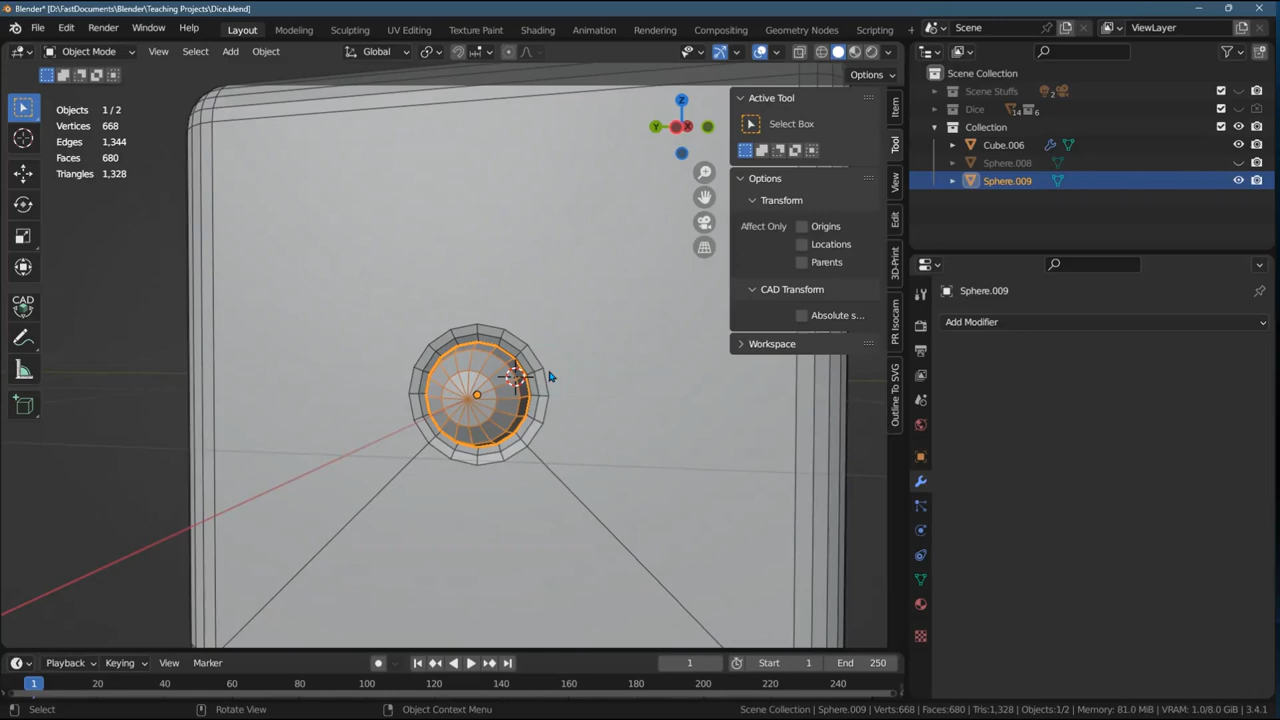 Blender* [D:\FastDocuments\Blender\Teaching Projects\Dice.blend]
File Edit Render Window Help Layout Modeling Sculpting UV Editing Texture Paint Shading Animation Rendering Compositing Geometry Nodes Scripting Scene ViewLayer
Object Mode View Select Add Object Global
Options
Objects 1 / 2
Vertices 668
Edges 1,344
Faces 680
Triangles 1,328
CAD
Z
Y
X
Active Tool
Select Box
Options
Transform
Affect Only Origins
Locations
Parents
CAD Transform
Absolute s...
Workspace
Item
Tool
View
Edit
3D-Print
PR Isocam
Outline To SVG
Scene Collection
Scene Stuffs 2
Dice 14 6
Collection
Cube.006
Sphere.008
Sphere.009
Sphere.009
Add Modifier
Playback Keying View Marker 1 Start 1 End 250
1 20 40 60 80 100 120 140 160 180 200 220 240
Select Rotate View Object Context Menu Scene Collection | Sphere.009 | Verts:668 | Faces:680 | Tris:1,328 | Objects:1/2 | Memory: 81.0 MiB | VRAM: 1.0/8.0 GiB | 3.4.1